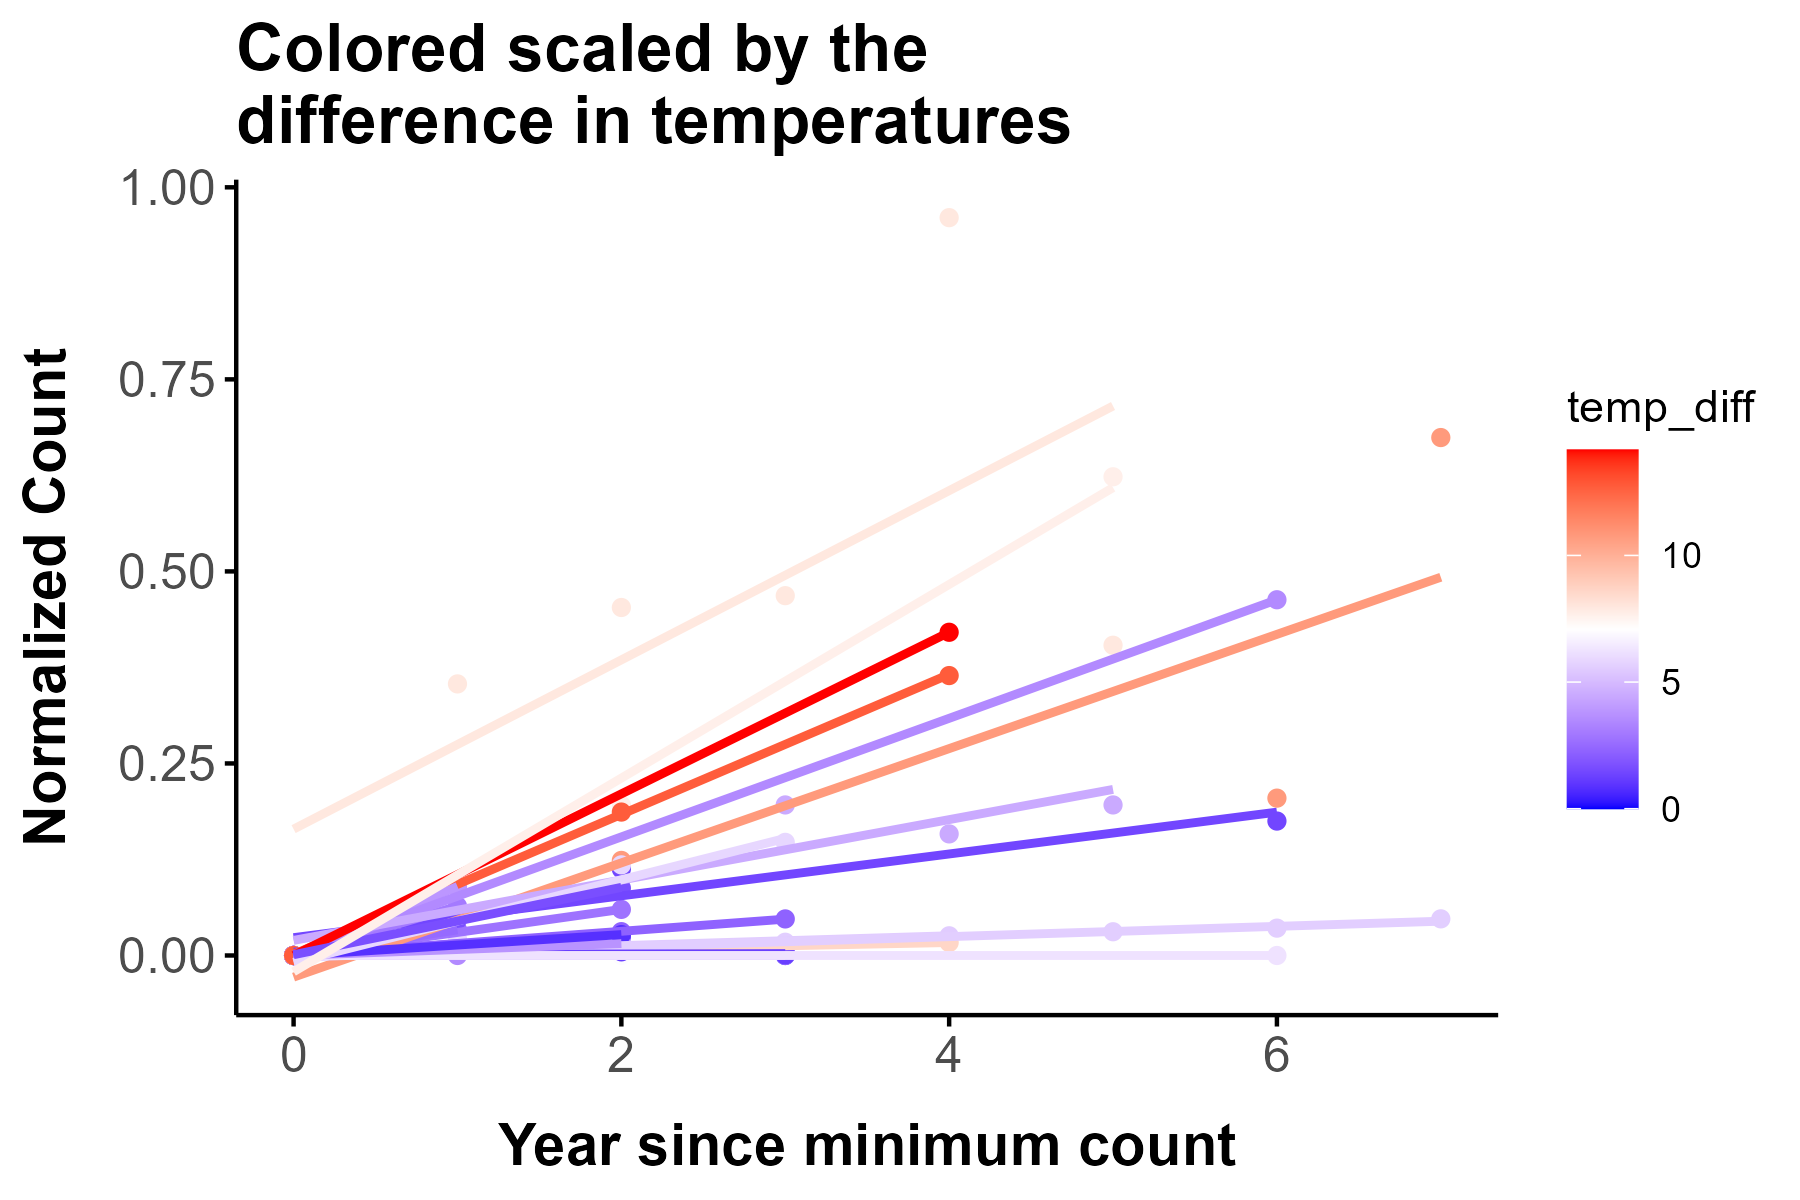 Colored scaled by the
difference in temperatures
1.00
0.75
0.50
0.25
0.00
Normalized Count
0 2 4 6
Year since minimum count
temp_diff
10
5
0